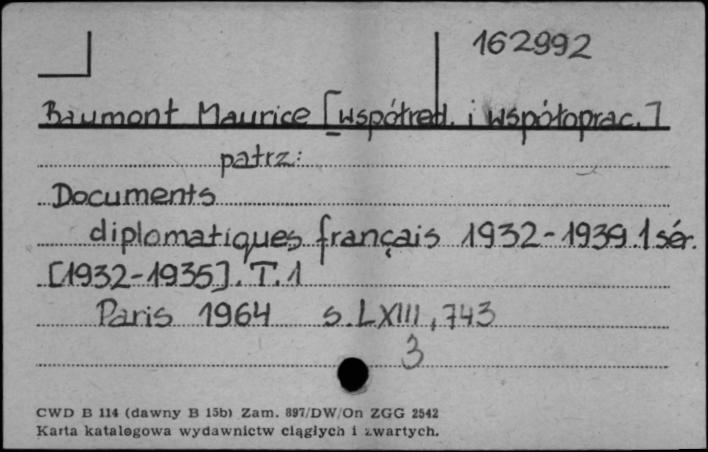 162992
Baumont Maurice [współred. i współoprac.]
patrz:
Documents
diplomatiques français 1932-1939. 1 sér.
[1932-1935]. T.1
Paris 1964 s. LXIII, 743
3
CWD B 114 (dawny B 15b) Zam. 897/DW/On ZGG 2542
Karta katalogowa wydawnictw ciągłych i zwartych.